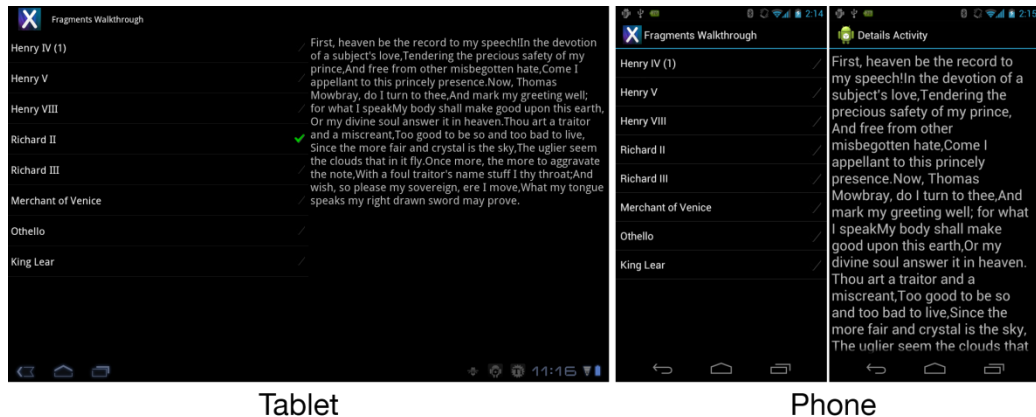 Fragments Walkthrough
Henry IV (1)
Henry V
Henry VIII
Richard II
Richard III
Merchant of Venice
Othello
King Lear
First, heaven be the record to my speech!In the devotion
of a subject's love,Tendering the precious safety of my
prince,And free from other misbegotten hate,Come I
appellant to this princely presence.Now, Thomas
Mowbray, do I turn to thee,And mark my greeting well;
for what I speakMy body shall make good upon this earth,
Or my divine soul answer it in heaven.Thou art a traitor
and a miscreant,Too good to be so and too bad to live,
Since the more fair and crystal is the sky,The uglier seem
the clouds that in it fly.Once more, the more to aggravate
the note,With a foul traitor's name stuff I thy throat;And
wish, so please my sovereign, ere I move,What my tongue
speaks my right drawn sword may prove.
11:16
Tablet
2:14
Fragments Walkthrough
Henry IV (1)
Henry V
Henry VIII
Richard II
Richard III
Merchant of Venice
Othello
King Lear
2:15
Details Activity
First, heaven be the record to
my speech!In the devotion of a
subject's love,Tendering the
precious safety of my prince,
And free from other
misbegotten hate,Come I
appellant to this princely
presence.Now, Thomas
Mowbray, do I turn to thee,And
mark my greeting well; for what
I speakMy body shall make
good upon this earth,Or my
divine soul answer it in heaven.
Thou art a traitor and a
miscreant,Too good to be so
and too bad to live,Since the
more fair and crystal is the sky,
The uglier seem the clouds that
Phone